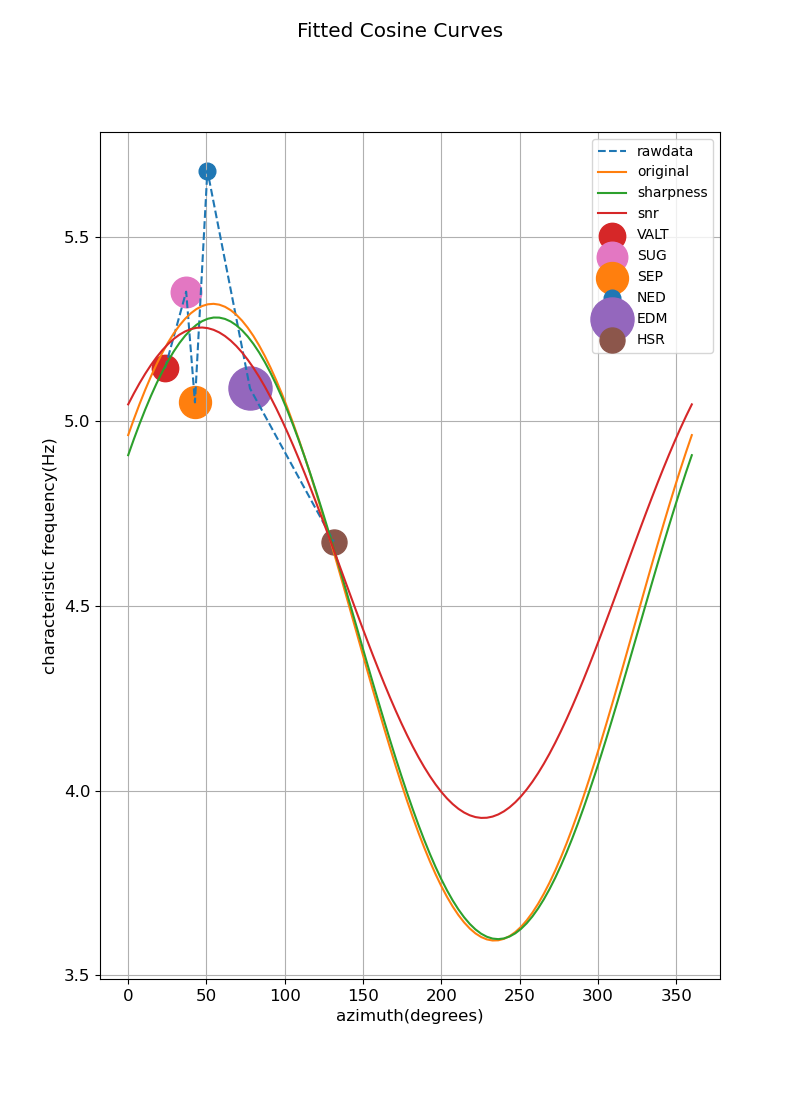 Fitted Cosine Curves
rawdata
original
sharpness
snr
VALT
SUG
SEP
NED
EDM
HSR
characteristic frequency(Hz)
5.5
5.0
4.5
4.0
3.5
0 50 100 150 200 250 300 350
azimuth(degrees)